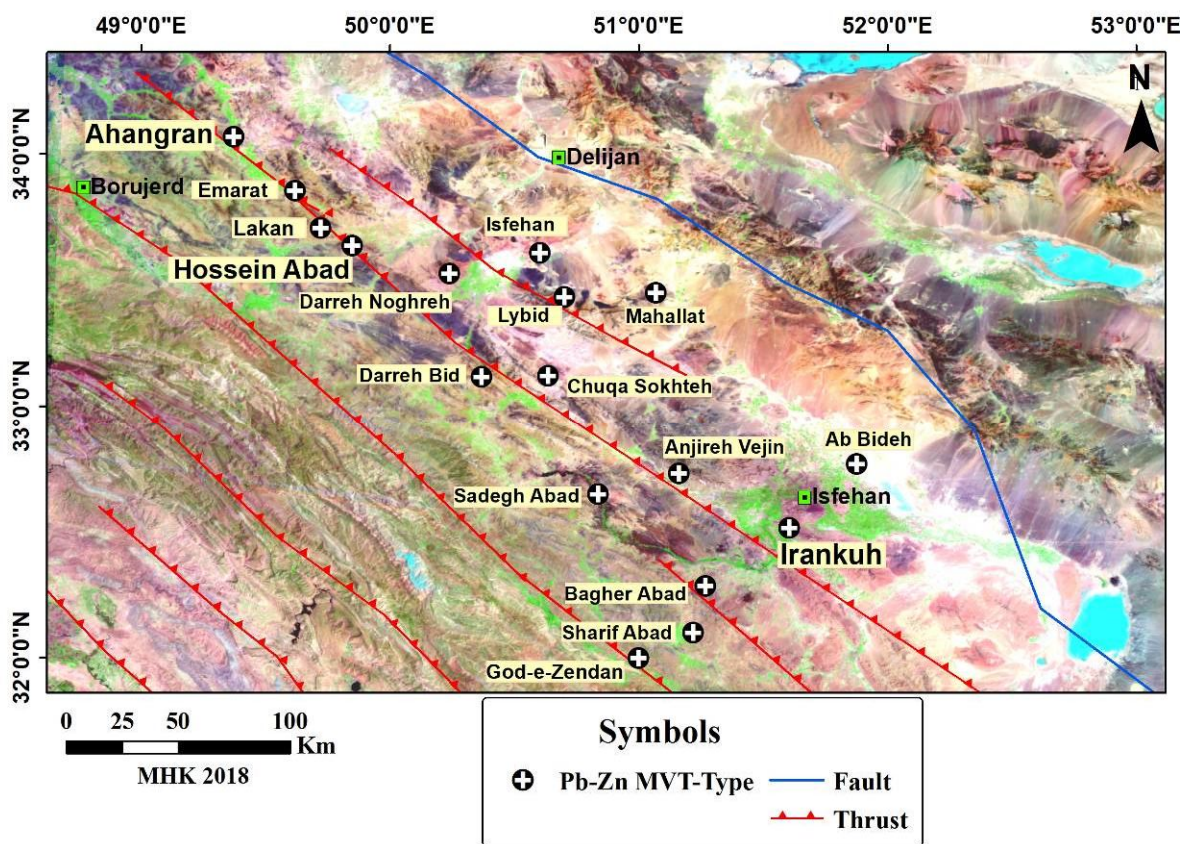 49°0'0"E 50°0'0"E 51°0'0"E 52°0'0"E 53°0'0"E
N
34°0'0"N
33°0'0"N
32°0'0"N
Ahangran
Delijan
Borujerd
Emarat
Lakan
Isfehan
Hossein Abad
Darreh Noghreh
Lybid
Mahallat
Darreh Bid
Chuqa Sokhteh
Anjireh Vejin
Ab Bideh
Sadegh Abad
Isfehan
Irankuh
Bagher Abad
Sharif Abad
God-e-Zendan
0 25 50 100
Km
MHK 2018
Symbols
Pb-Zn MVT-Type
Fault
Thrust